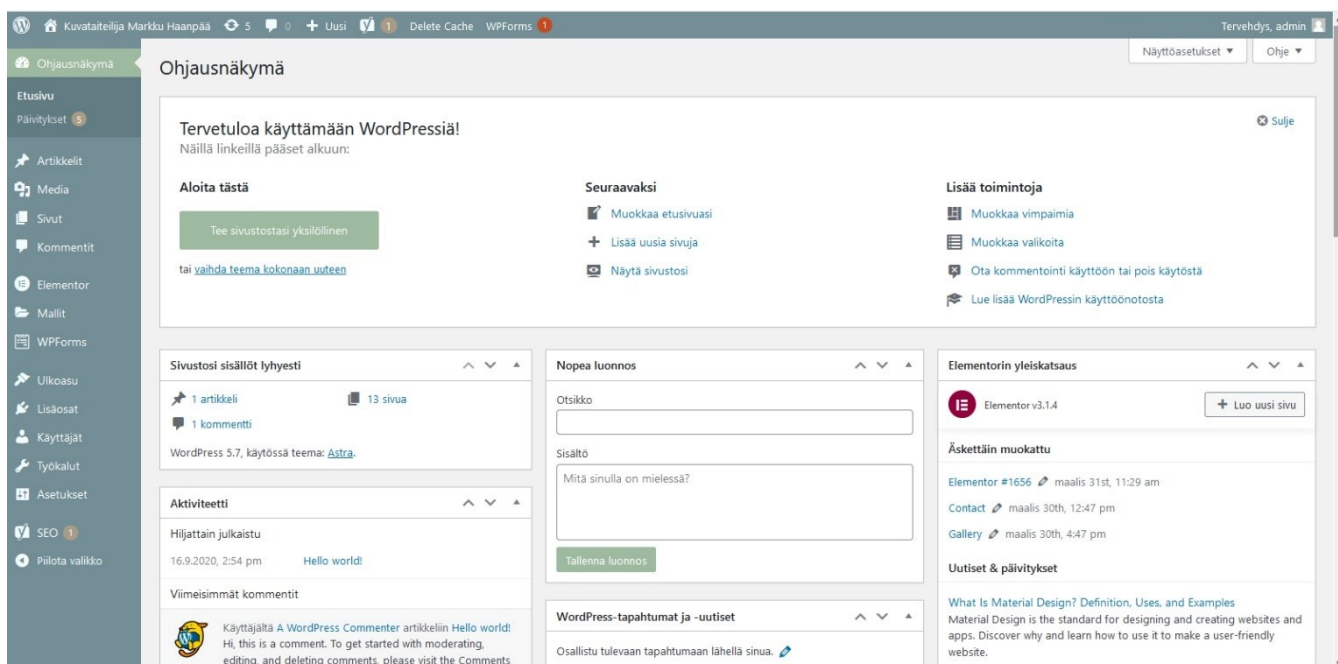 Kuvataiteilija Markku Haanpää 5 0 + Uusi 1 Delete Cache WPForms 1 Tervehdys, admin
Näyttöasetukset ▼ Ohje ▼
Ohjausnäkymä
Etusivu
Päivitykset 5
Artikkelit
Media
Sivut
Kommentit
Elementor
Mallit
WPForms
Ulkoasu
Lisäosat
Käyttäjät
Työkalut
Asetukset
SEO 1
Piilota valikko
Ohjausnäkymä
Tervetuloa käyttämään WordPressiä!
Sulje
Näillä linkeillä pääset alkuun:
Aloita tästä
Tee sivustostasi yksilöllinen
tai vaihda teema kokonaan uuteen
Seuraavaksi
Muokkaa etusivuasi
Lisää uusia sivuja
Näytä sivustosi
Lisää toimintoja
Muokkaa vimpaimia
Muokkaa valikoita
Ota kommentointi käyttöön tai pois käytöstä
Lue lisää WordPressin käyttöönotosta
Sivustosi sisällöt lyhyesti
1 artikkeli 13 sivua
1 kommentti
WordPress 5.7, käytössä teema: Astra.
Aktiviteetti
Hiljattain julkaistu
16.9.2020, 2:54 pm Hello world!
Viimeisimmät kommentit
Käyttäjältä A WordPress Commenter artikkeliin Hello world!
Hi, this is a comment. To get started with moderating,
editing, and deleting comments, please visit the Comments
Nopea luonnos
Otsikko
Sisältö
Mitä sinulla on mielessä?
Tallenna luonnos
WordPress-tapahtumat ja -uutiset
Osallistu tulevaan tapahtumaan lähellä sinua.
Elementorin yleiskatsaus
Elementor v3.1.4
+ Luo uusi sivu
Äskettäin muokattu
Elementor #1656 maalis 31st, 11:29 am
Contact maalis 30th, 12:47 pm
Gallery maalis 30th, 4:47 pm
Uutiset & päivitykset
What Is Material Design? Definition, Uses, and Examples
Material Design is the standard for designing and creating websites and
apps. Discover why and learn how to use it to make a user-friendly
website.